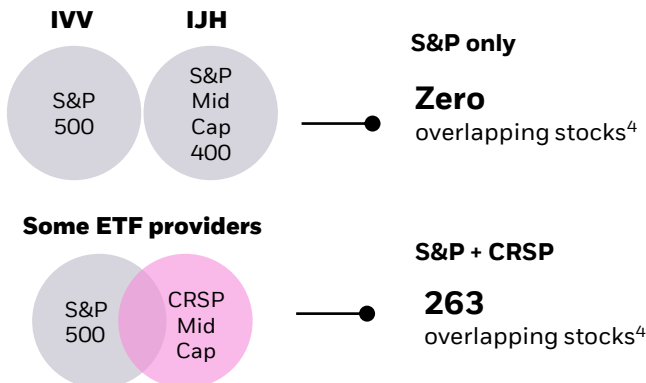 IVV
IJH
S&P
500
S&P
Mid
Cap
400
S&P only
Zero
overlapping stocks⁴
Some ETF providers
S&P
500
CRSP
Mid
Cap
S&P + CRSP
263
overlapping stocks⁴